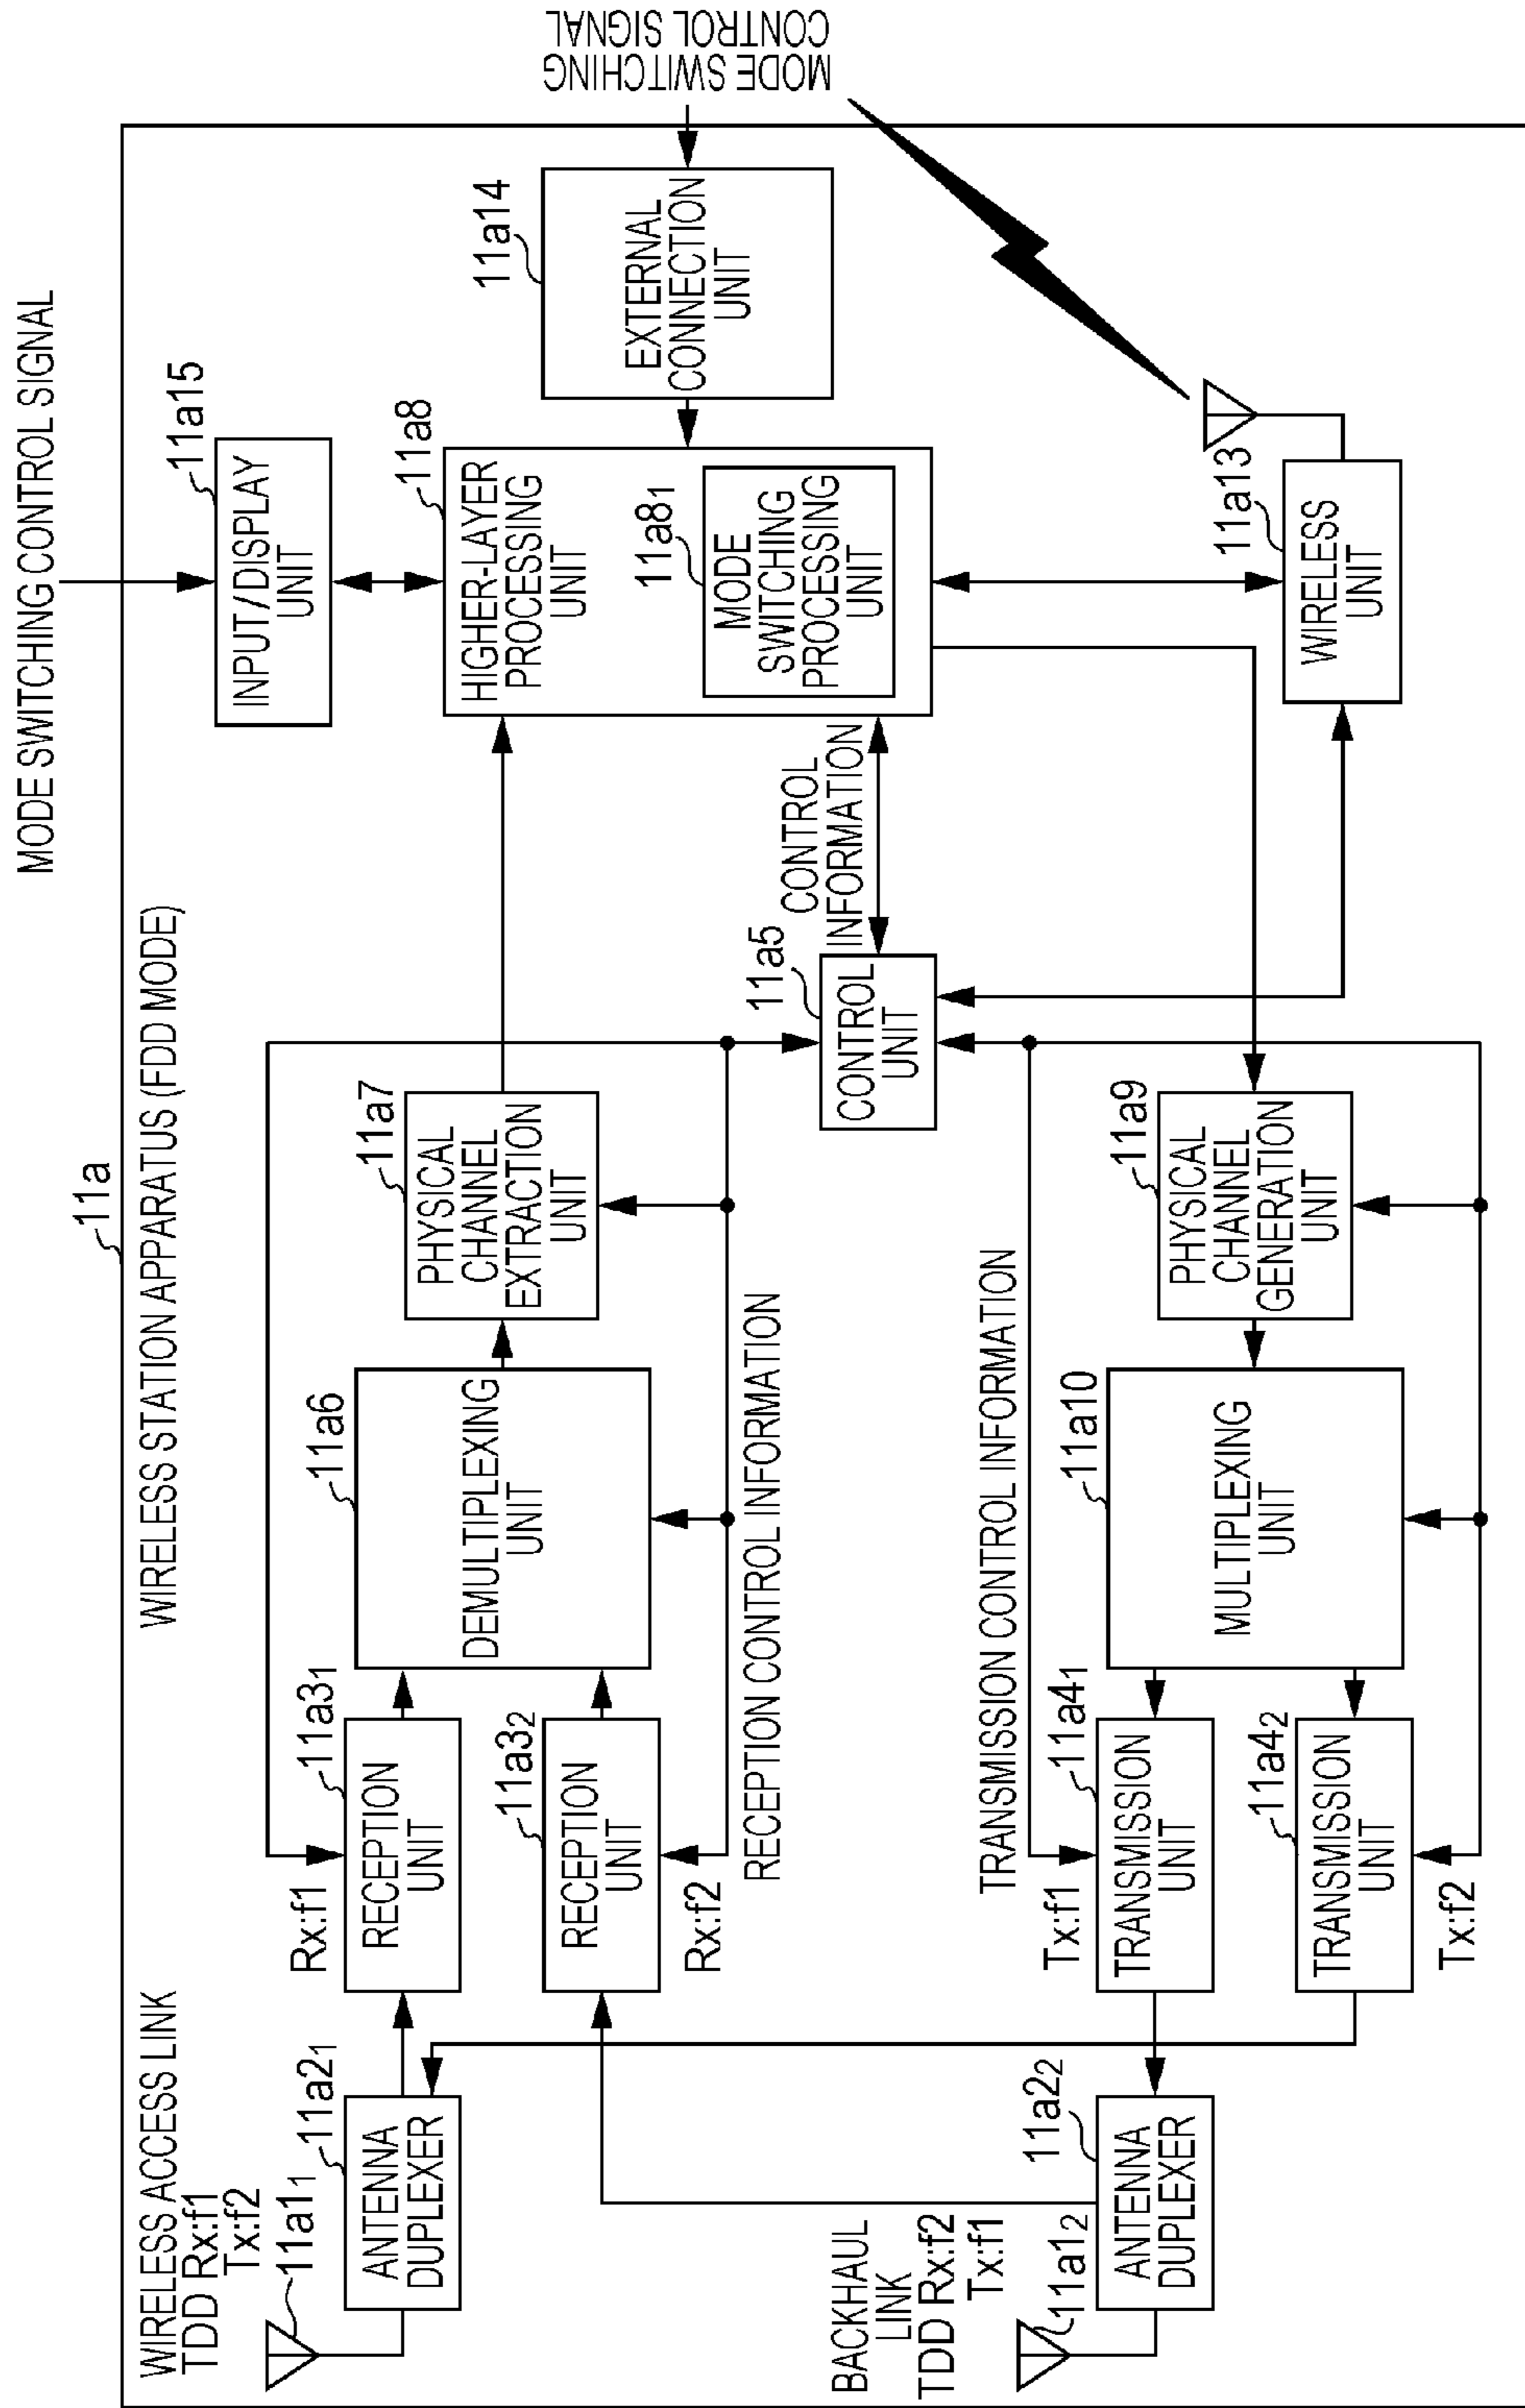 MODE SWITCHING CONTROL SIGNAL
11a
WIRELESS STATION APPARATUS (FDD MODE)
WIRELESS ACCESS LINK
TDD Rx:f1
Tx:f2
11a1₁
11a2₁
ANTENNA
DUPLEXER
Rx:f1
11a3₁
RECEPTION
UNIT
11a3₂
RECEPTION
UNIT
Rx:f2
11a6
DEMULTIPLEXING
UNIT
11a7
PHYSICAL
CHANNEL
EXTRACTION
UNIT
RECEPTION CONTROL INFORMATION
11a15
INPUT/DISPLAY
UNIT
11a8
HIGHER-LAYER
PROCESSING
UNIT
11a8₁
MODE
SWITCHING
PROCESSING
UNIT
11a14
EXTERNAL
CONNECTION
UNIT
MODE SWITCHING
CONTROL SIGNAL
CONTROL
INFORMATION
11a5
CONTROL
UNIT
BACKHAUL
LINK
TDD Rx:f2
Tx:f1
11a1₂
11a2₂
ANTENNA
DUPLEXER
TRANSMISSION CONTROL INFORMATION
Tx:f1
11a4₁
TRANSMISSION
UNIT
11a4₂
TRANSMISSION
UNIT
Tx:f2
11a10
MULTIPLEXING
UNIT
11a9
PHYSICAL
CHANNEL
GENERATION
UNIT
11a13
WIRELESS
UNIT